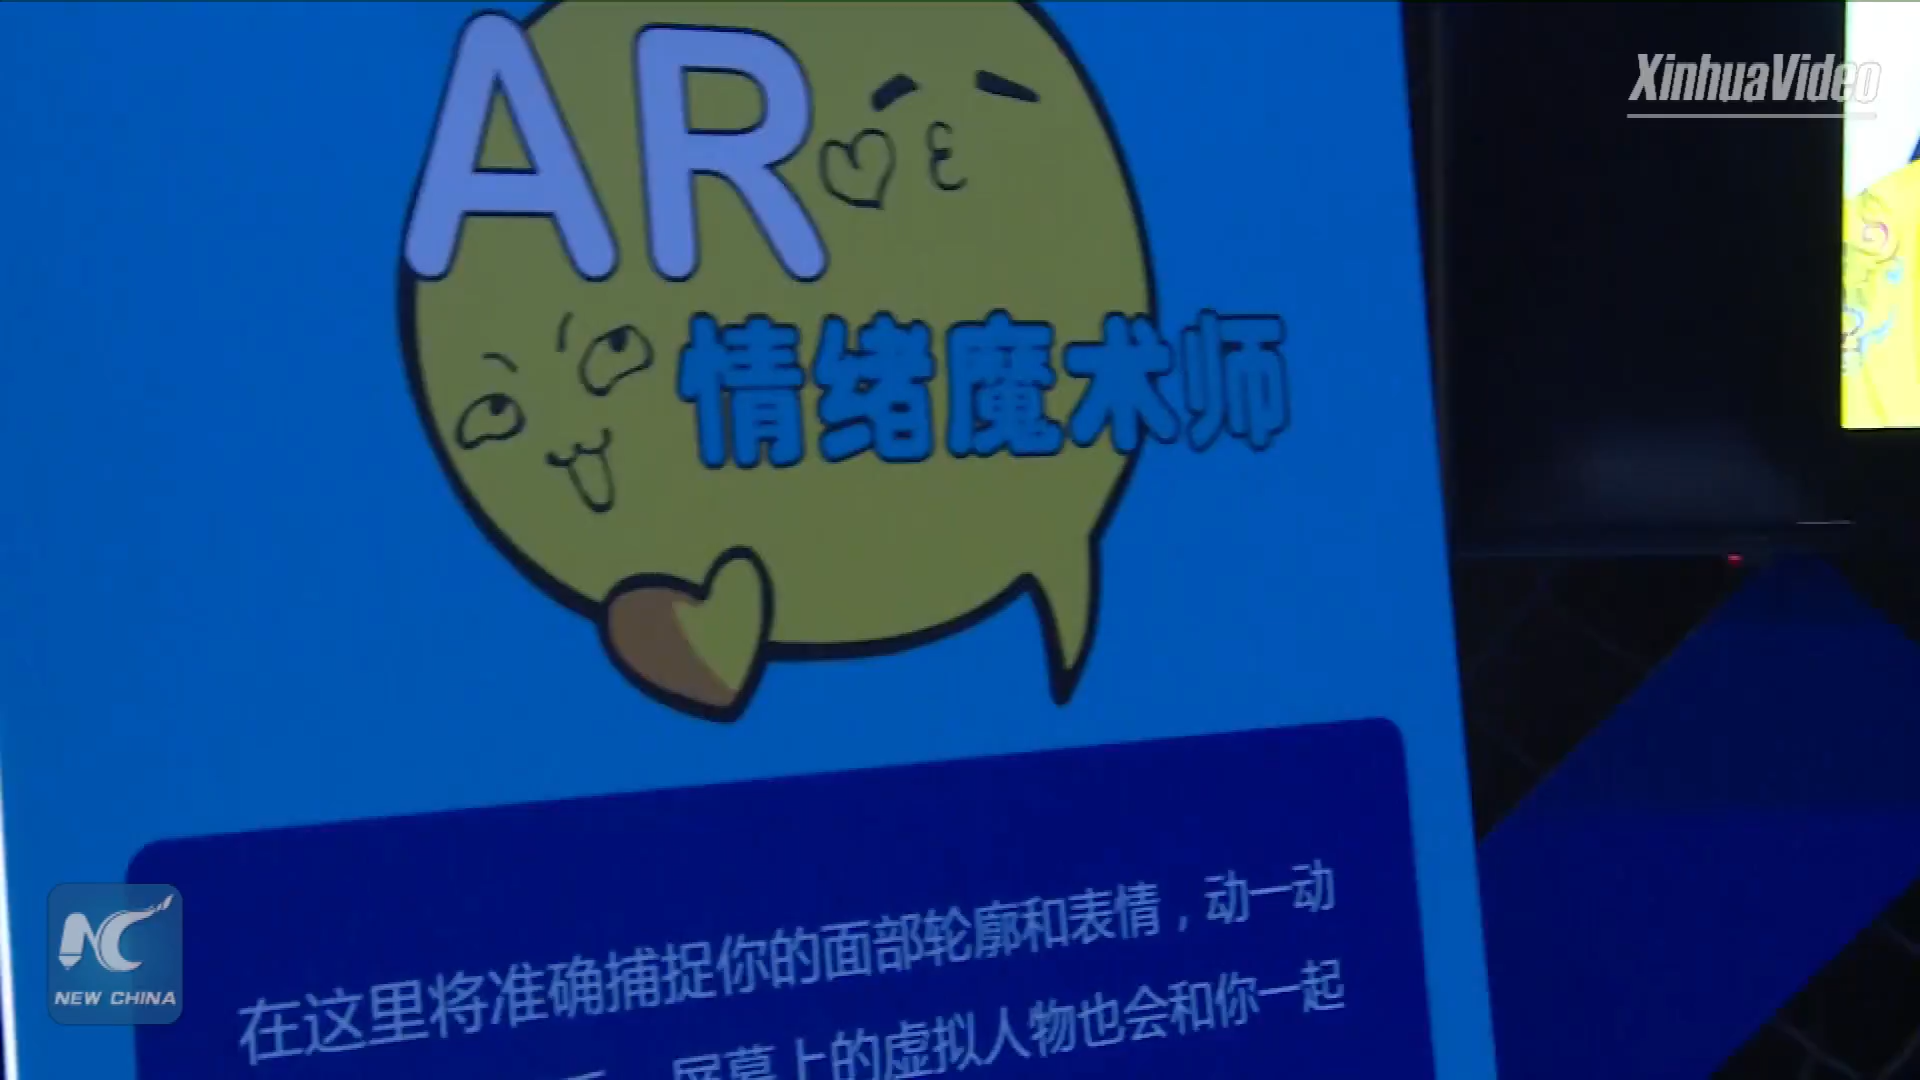 XinhuaVideo
AR
情绪魔术师
在这里将准确捕捉你的面部轮廓和表情，动一动
屏幕上的虚拟人物也会和你一起
NEW CHINA